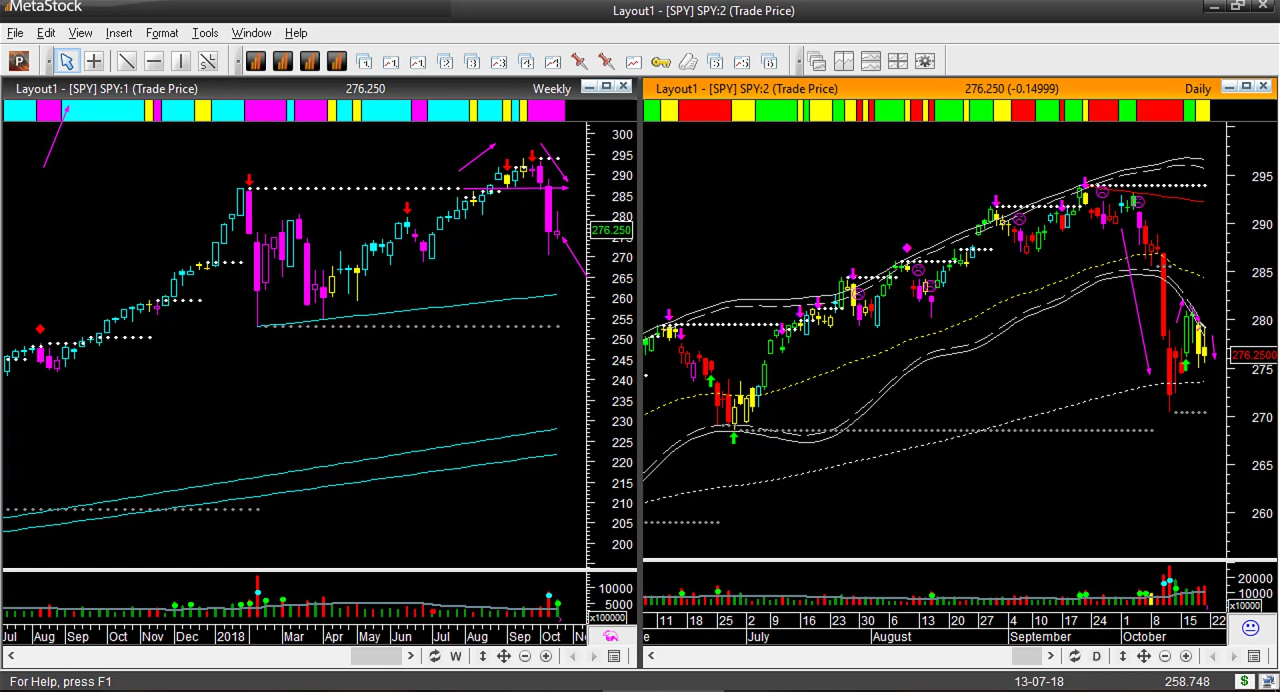 MetaStock
Layout1 - [SPY] SPY:2 (Trade Price)
File Edit View Insert Format Tools Window Help
P
Layout1 - [SPY] SPY:1 (Trade Price) 276.250 Weekly
Layout1 - [SPY] SPY:2 (Trade Price) 276.250 (-0.14999) Daily
300
295
290
285
280
276.250
270
265
260
255
250
245
240
235
230
225
220
215
210
205
200
10000
5000
x100000
Jul Aug Sep Oct Nov Dec 2018 Mar Apr May Jun Jul Aug Sep Oct
W
295
290
285
280
276.2500
275
270
265
260
20000
10000
x10000
11 18 25 2 9 16 23 30 6 13 20 27 4 10 17 24 1 8 15 22
e July August September October
D
For Help, press F1 13-07-18 258.748 $